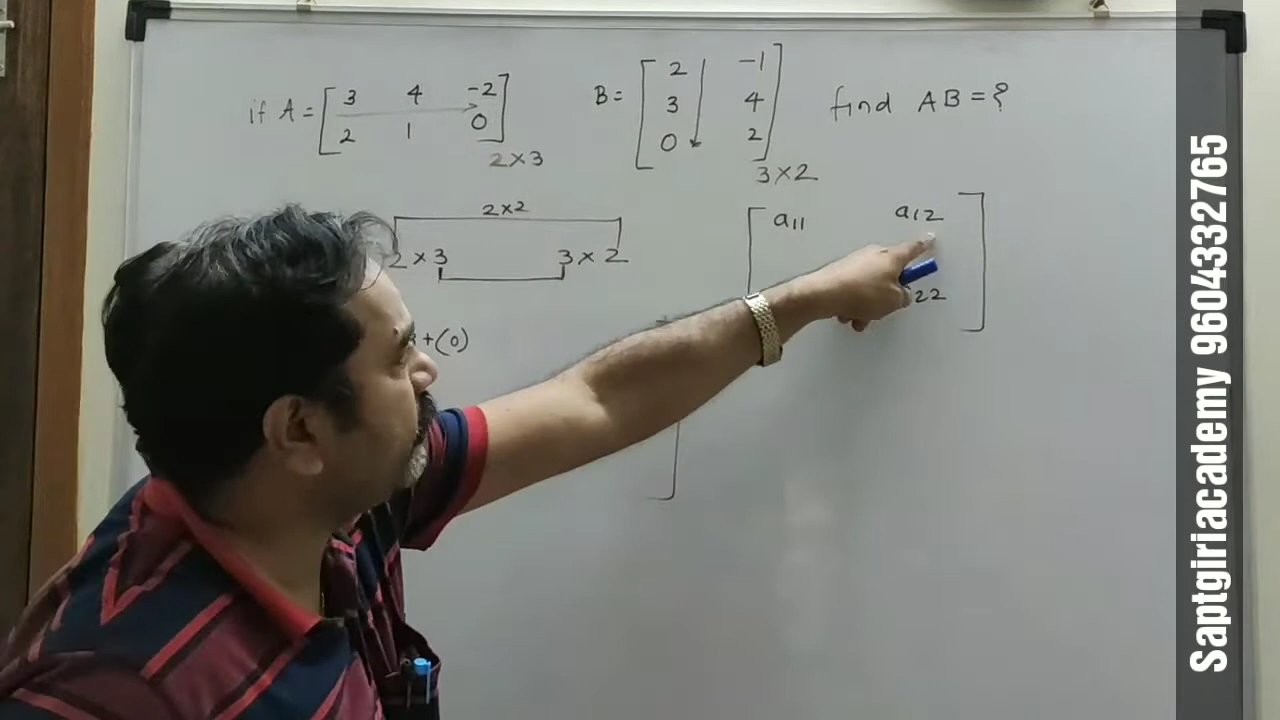 if A = [ 3 4 -2
2 1 0 ] 2×3
B = [ 2 -1
3 4
0 2 ] 3×2
find AB = ?
2×2
2×3 3×2
+(0)
a11 a12
22
Saptgiriacademy 9604332765